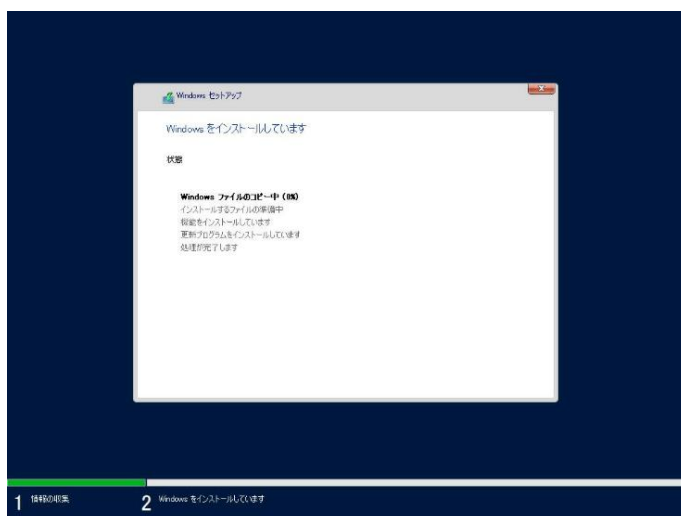 Windows セットアップ
Windows をインストールしています
状態
Windows ファイルのコピー中 (0%)
インストールするファイルの準備中
機能をインストールしています
更新プログラムをインストールしています
処理が完了します
1 情報の収集
2 Windows をインストールしています